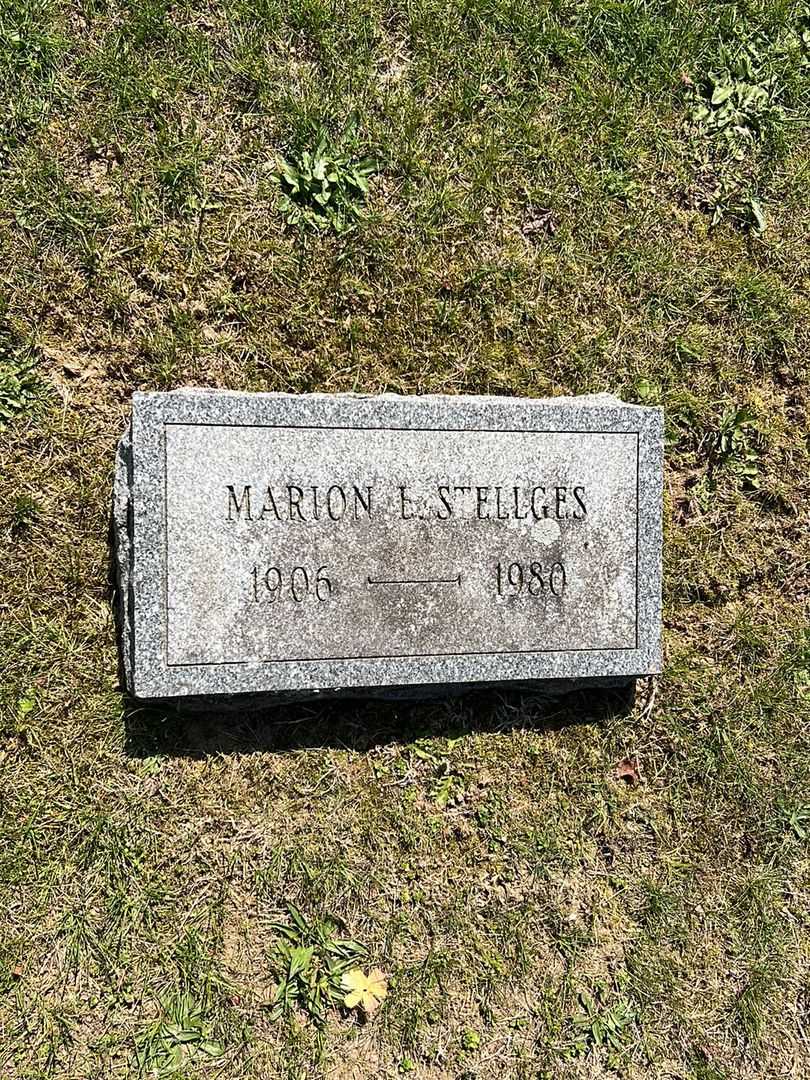 MARION E. STELLGES
1906 — 1980